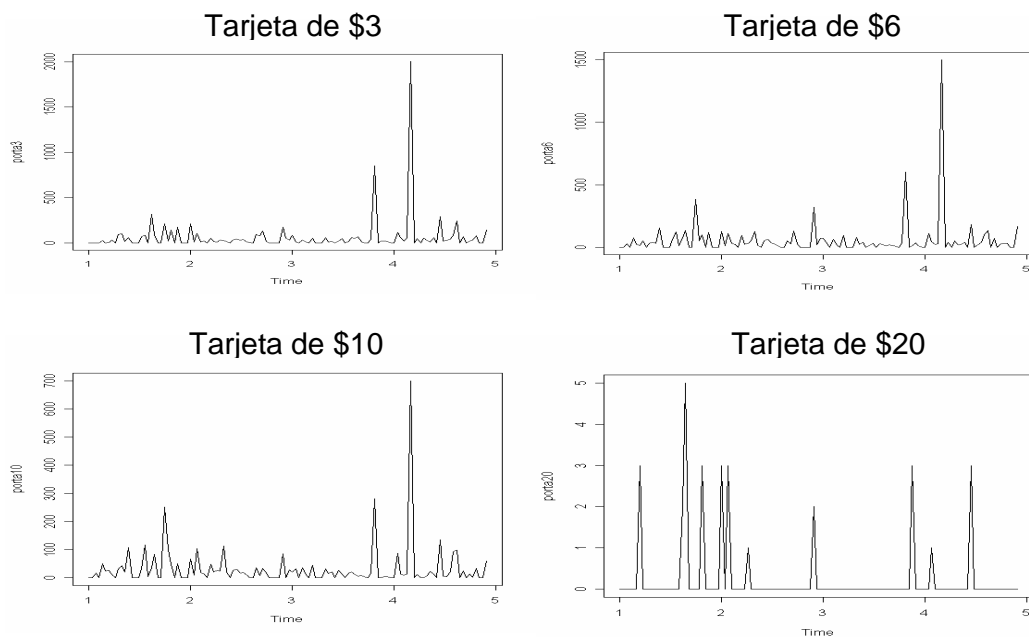 Tarjeta de $3
porta3
2000
1500
1000
500
0
1 2 3 4 5
Time
Tarjeta de $6
porta6
1500
1000
500
0
1 2 3 4 5
Time
Tarjeta de $10
porta10
700
600
500
400
300
200
100
0
1 2 3 4 5
Time
Tarjeta de $20
porta20
5
4
3
2
1
0
1 2 3 4 5
Time